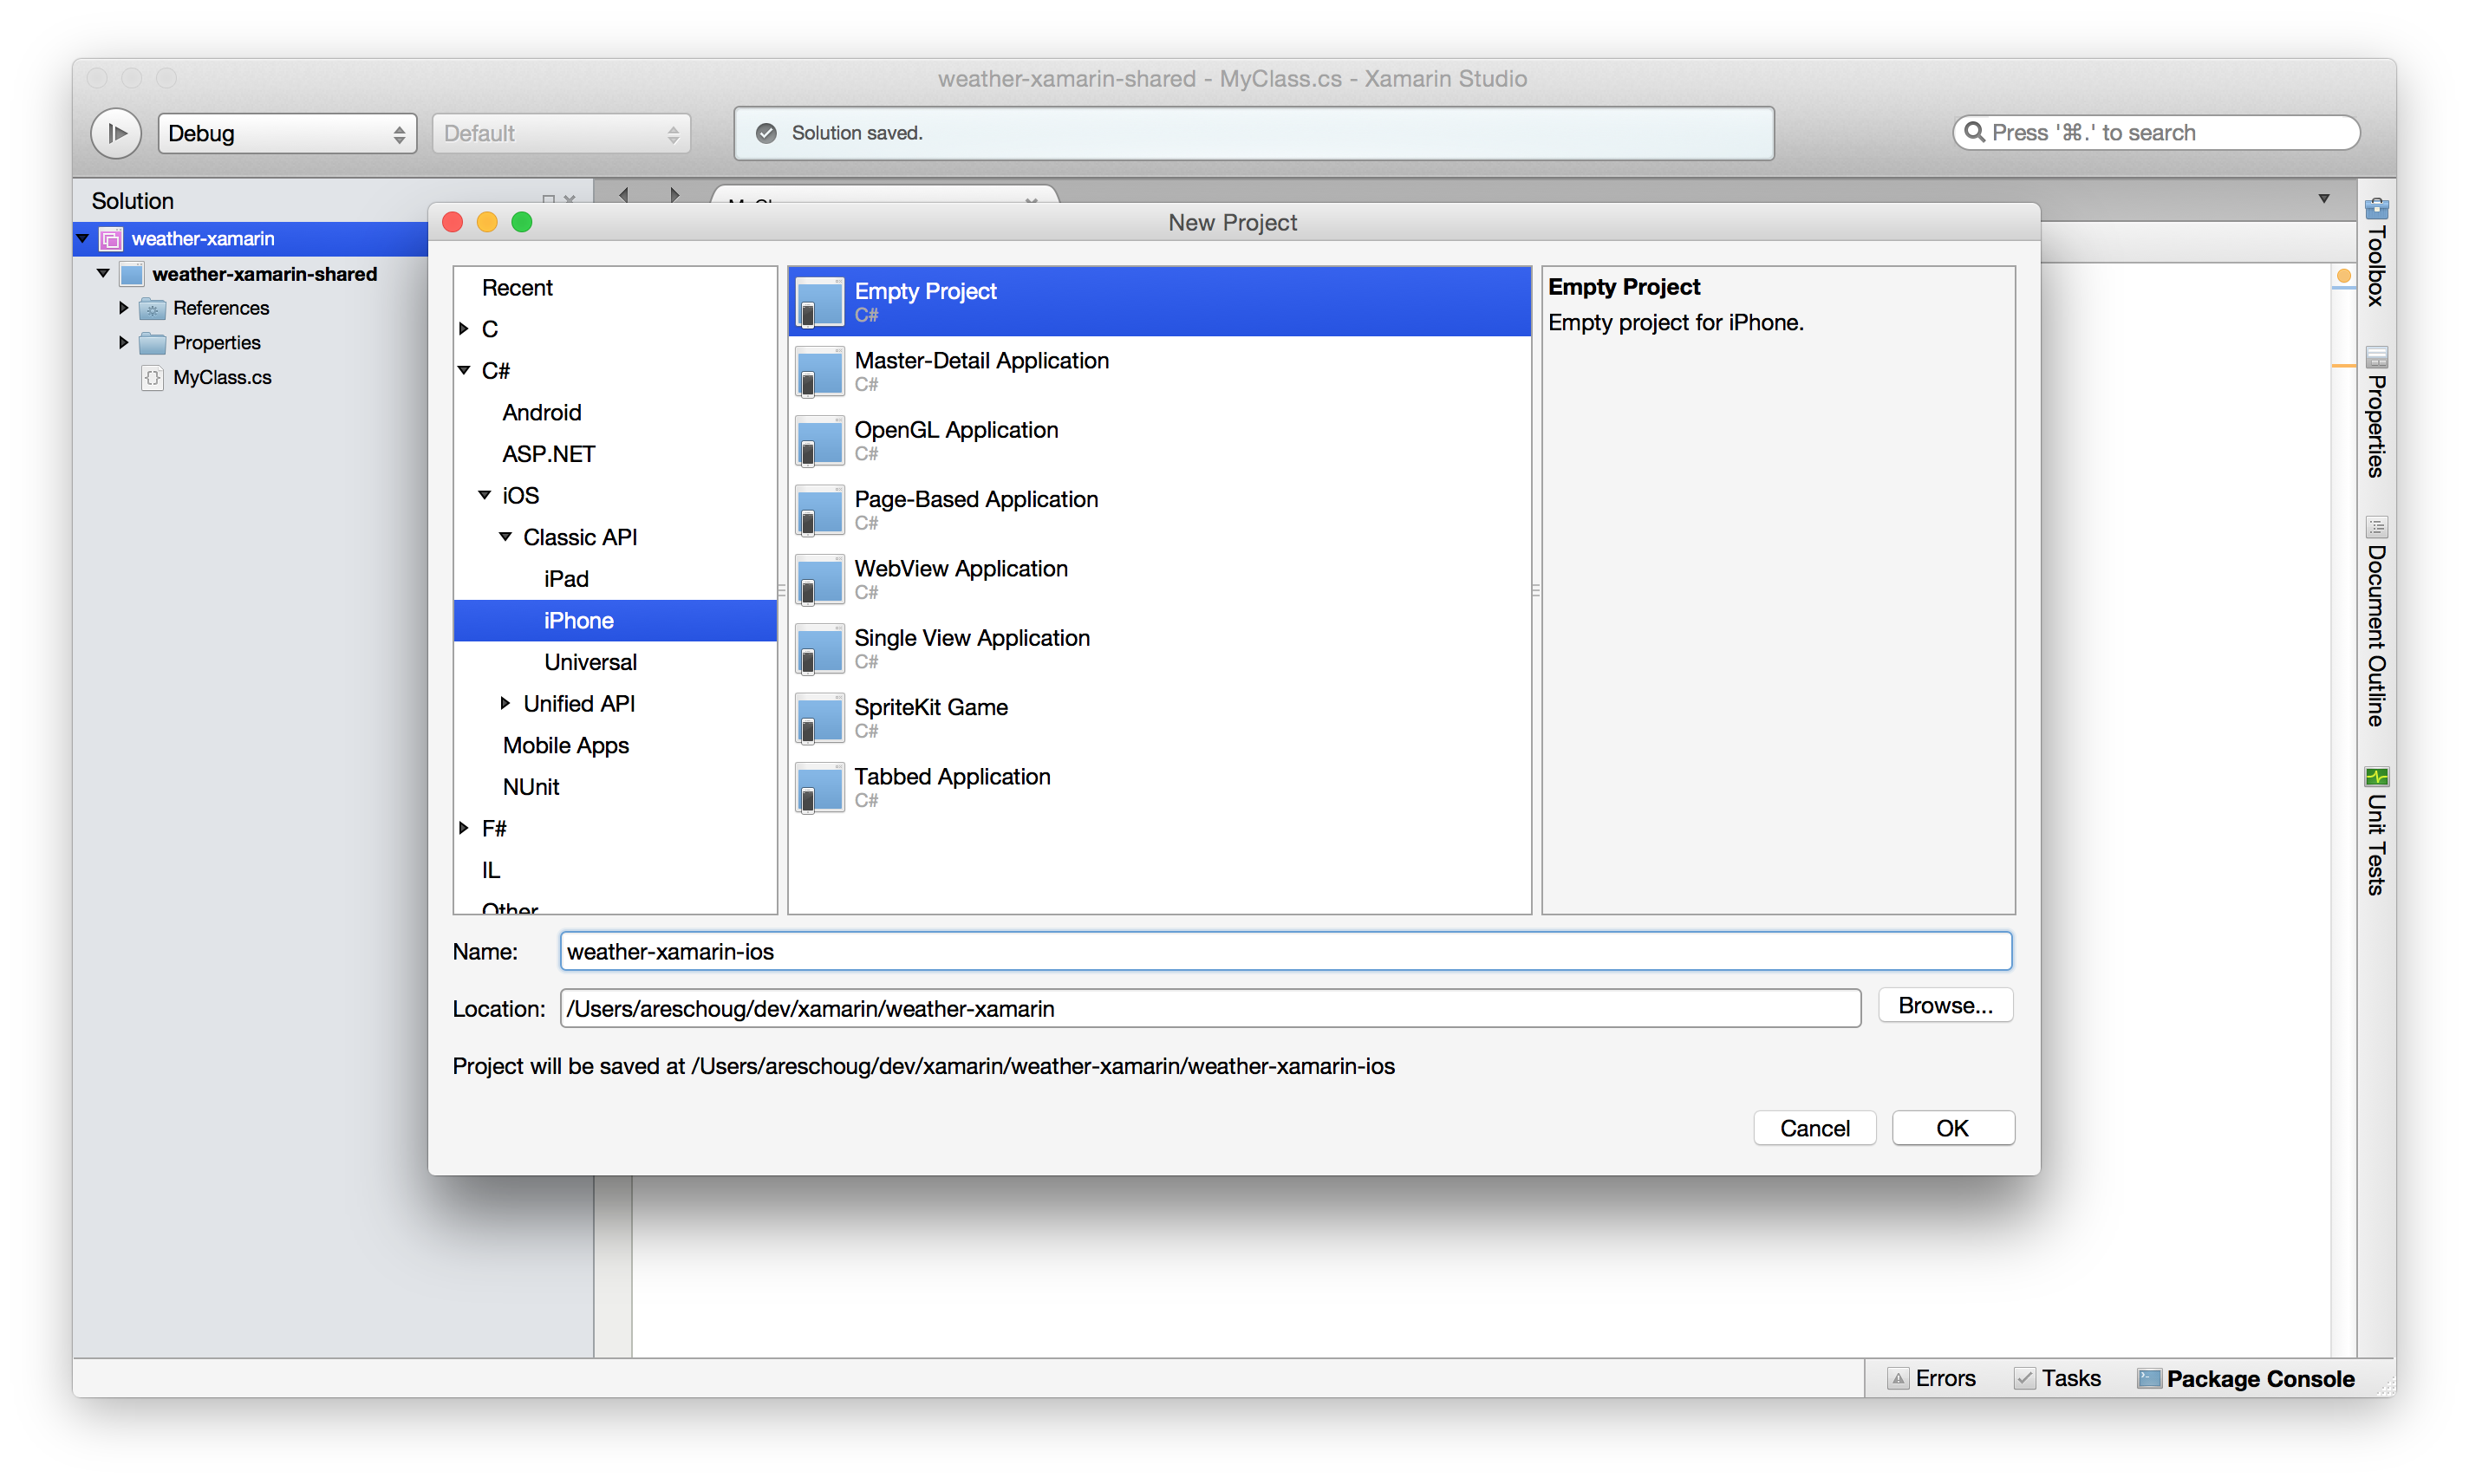 weather-xamarin-shared - MyClass.cs - Xamarin Studio
Debug
Default
Solution saved.
Press '⌘.' to search
Solution
weather-xamarin
weather-xamarin-shared
References
Properties
MyClass.cs
New Project
Recent
C
C#
Android
ASP.NET
iOS
Classic API
iPad
iPhone
Universal
Unified API
Mobile Apps
NUnit
F#
IL
Other
Empty Project
C#
Master-Detail Application
C#
OpenGL Application
C#
Page-Based Application
C#
WebView Application
C#
Single View Application
C#
SpriteKit Game
C#
Tabbed Application
C#
Empty Project
Empty project for iPhone.
Name:
weather-xamarin-ios
Location:
/Users/areschoug/dev/xamarin/weather-xamarin
Browse...
Project will be saved at /Users/areschoug/dev/xamarin/weather-xamarin/weather-xamarin-ios
Cancel
OK
Toolbox
Properties
Document Outline
Unit Tests
Errors
Tasks
Package Console